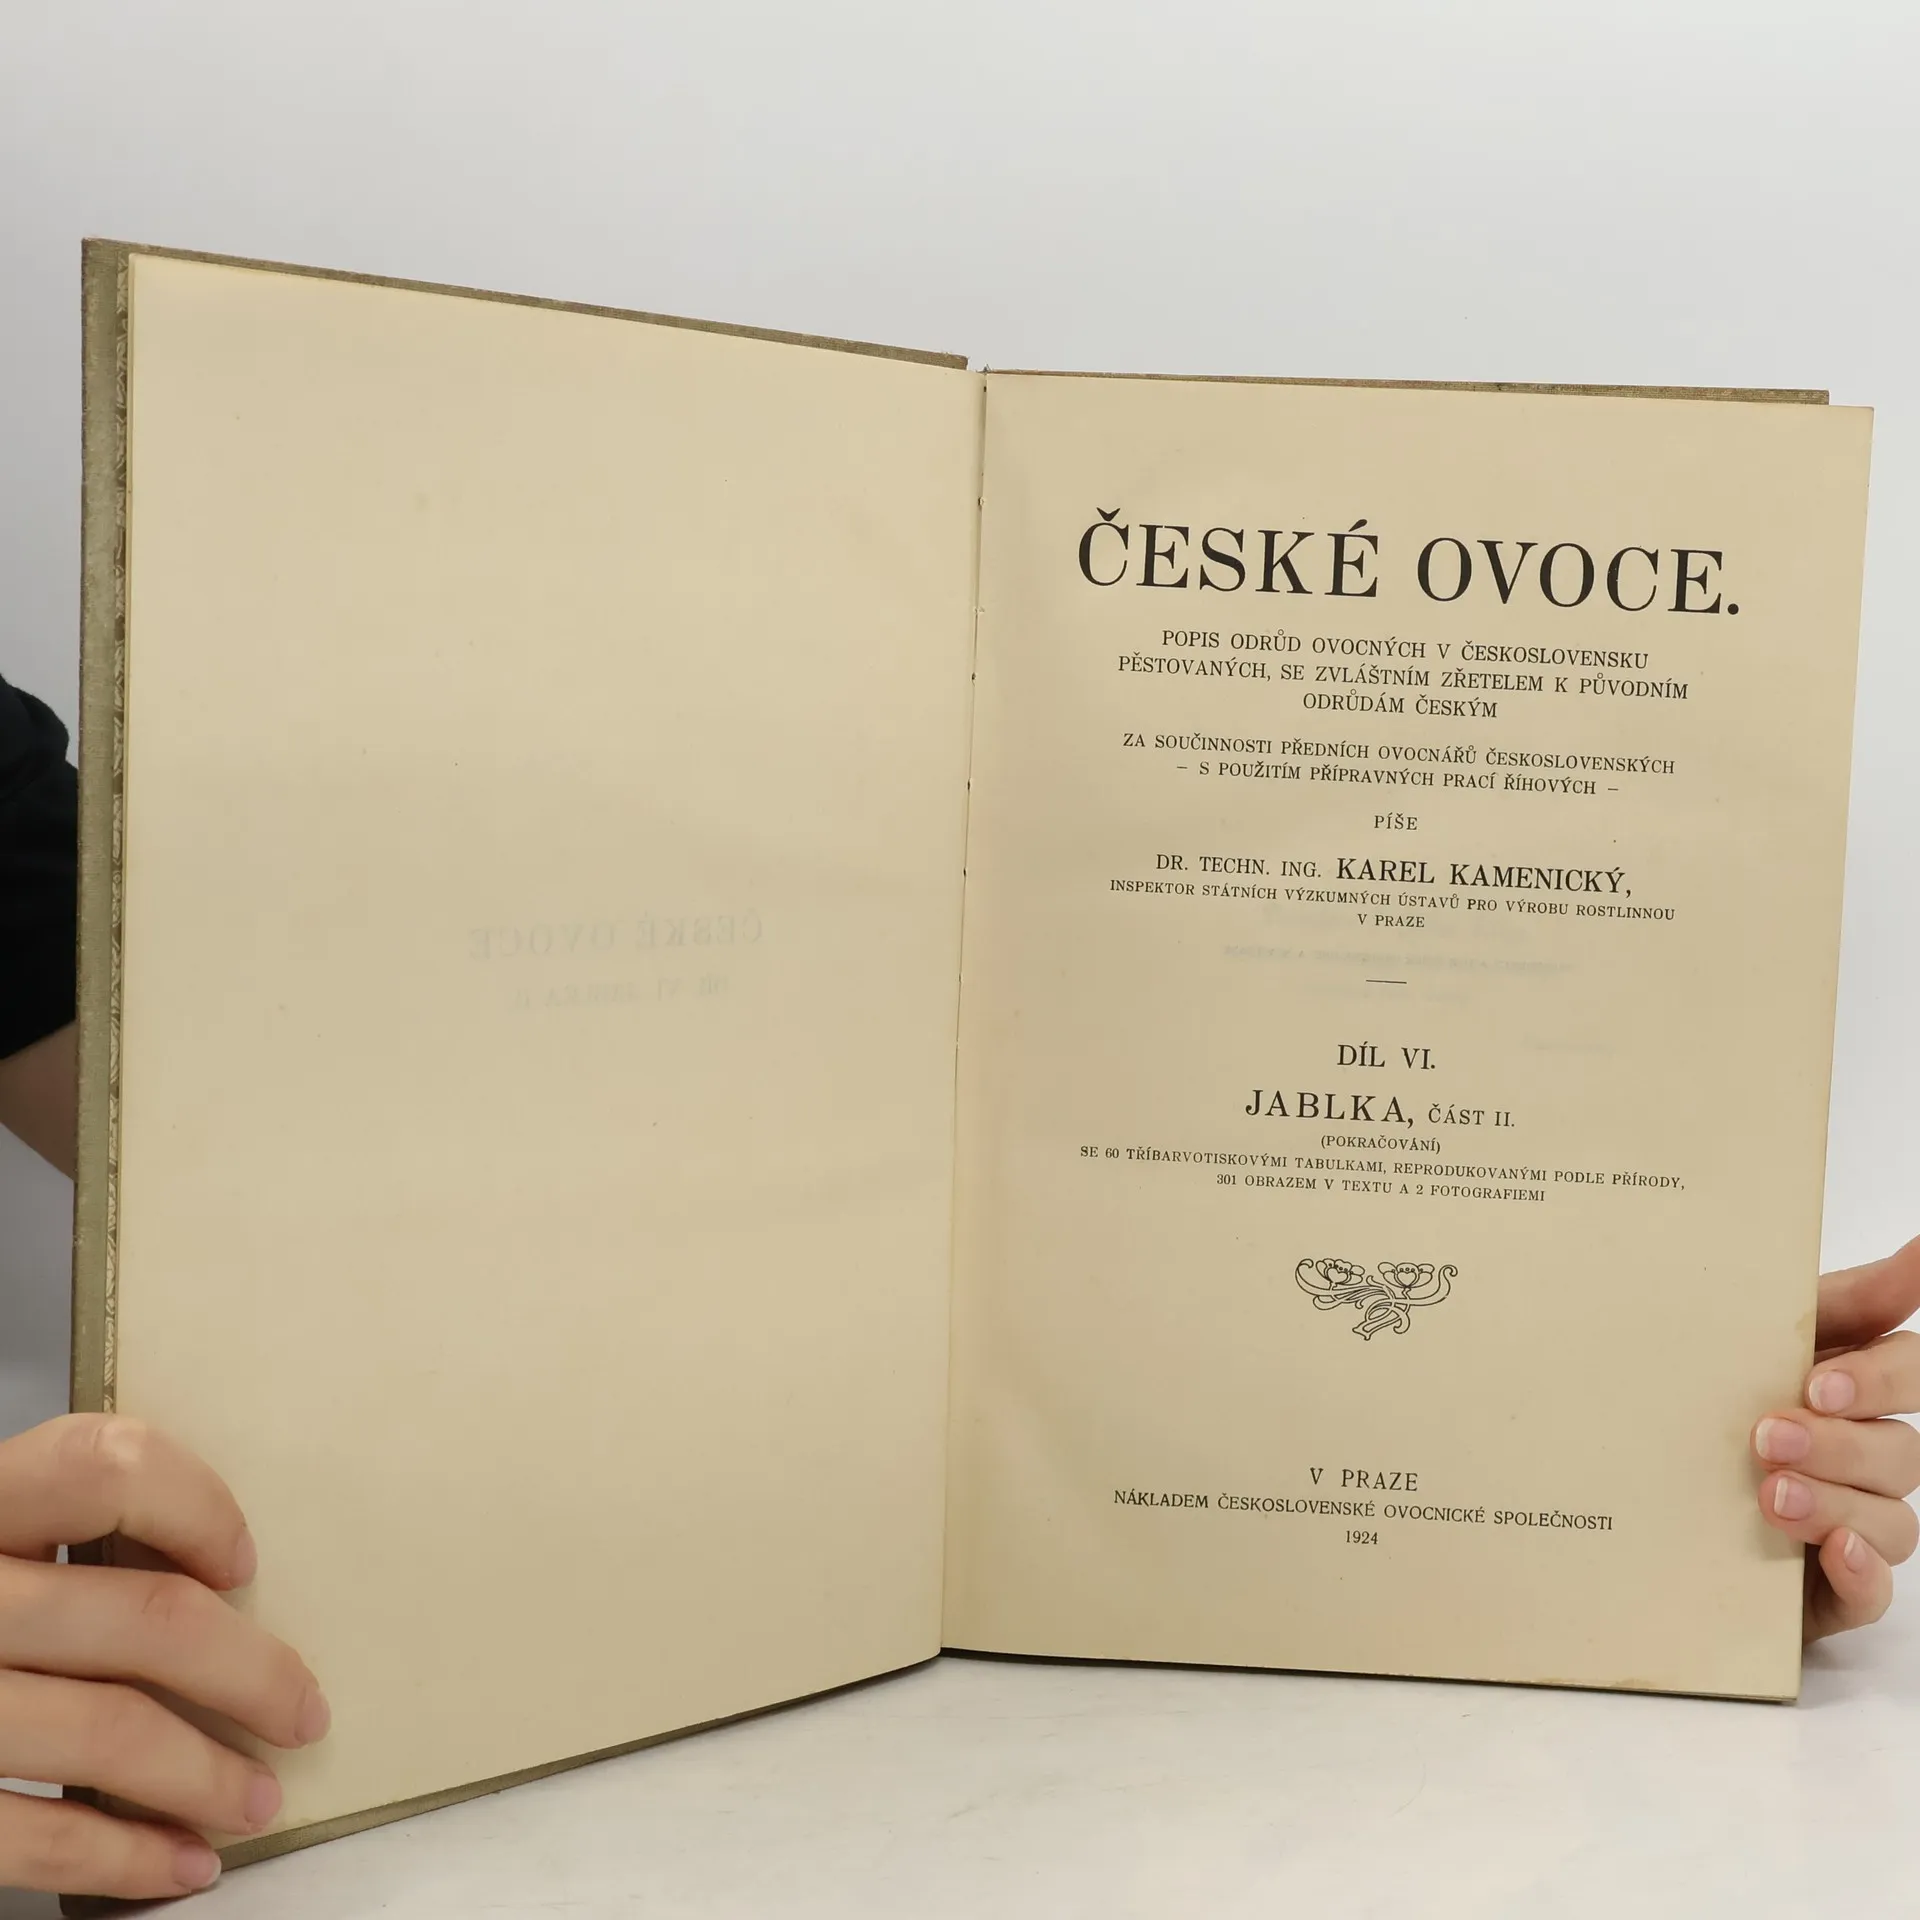 ČESKÉ OVOCE
ČESKÉ OVOCE.
POPIS ODRŮD OVOCNÝCH V ČESKOSLOVENSKU
PĚSTOVANÝCH, SE ZVLÁŠTNÍM ZŘETELEM K PŮVODNÍM
ODRŮDÁM ČESKÝM
ZA SOUČINNOSTI PŘEDNÍCH OVOCNÁŘŮ ČESKOSLOVENSKÝCH
– S POUŽITÍM PŘÍPRAVNÝCH PRACÍ ŘÍHOVÝCH –
PÍŠE
DR. TECHN. ING. KAREL KAMENICKÝ,
INSPEKTOR STÁTNÍCH VÝZKUMNÝCH ÚSTAVŮ PRO VÝROBU ROSTLINNOU
V PRAZE
DÍL VI.
JABLKA, ČÁST II.
(POKRAČOVÁNÍ)
SE 60 TŘÍBARVOTISKOVÝMI TABULKAMI, REPRODUKOVANÝMI PODLE PŘÍRODY,
301 OBRAZEM V TEXTU A 2 FOTOGRAFIEMI
V PRAZE
NÁKLADEM ČESKOSLOVENSKÉ OVOCNICKÉ SPOLEČNOSTI
1924